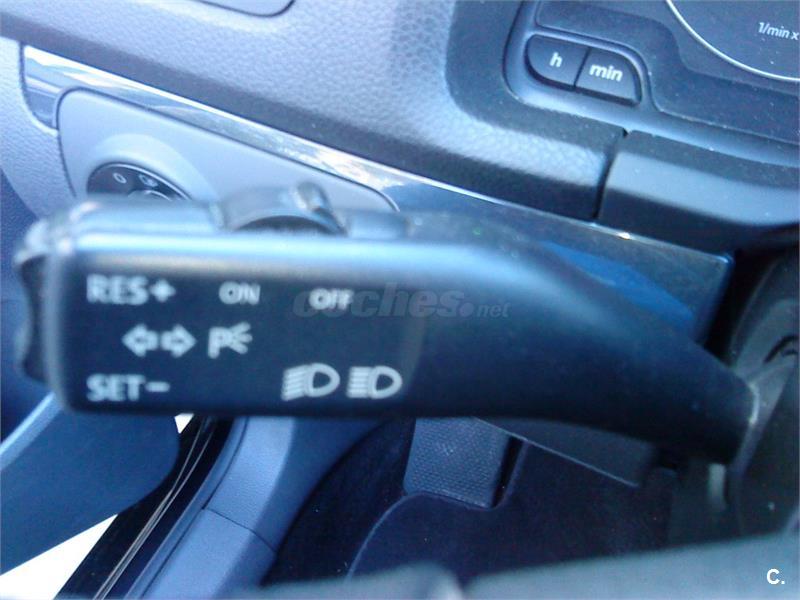 1/min x
h min
RES+ ON OFF
coches.net
P
SET-
C.